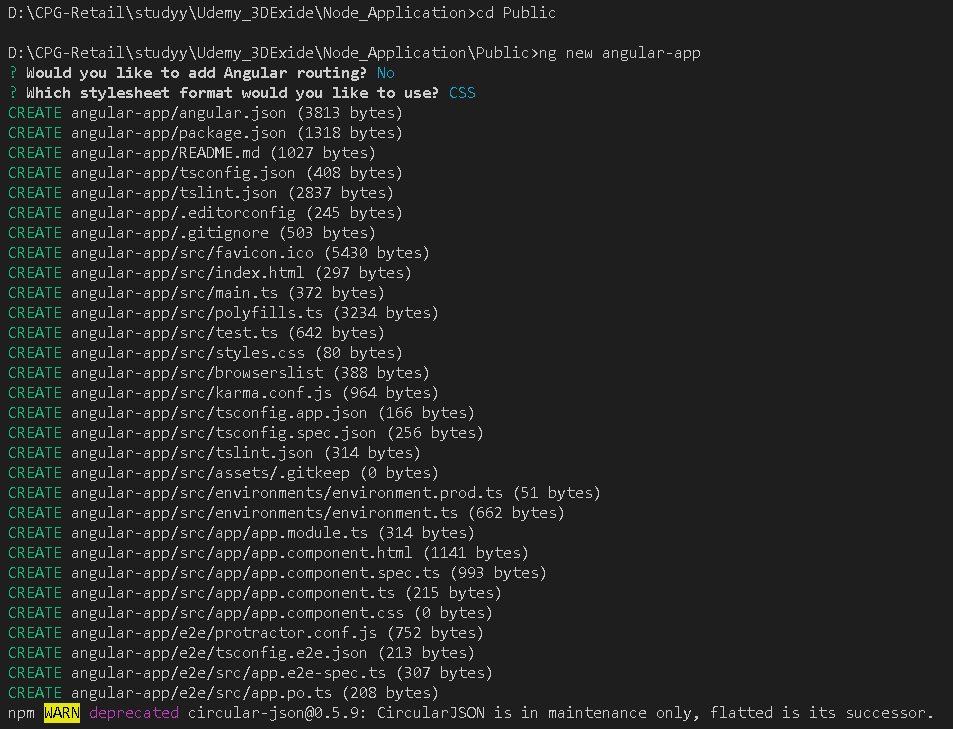 D:\CPG-Retail\studyy\Udemy_3DExide\Node_Application>cd Public
D:\CPG-Retail\studyy\Udemy_3DExide\Node_Application\Public>ng new angular-app
? Would you like to add Angular routing? No
? Which stylesheet format would you like to use? CSS
CREATE angular-app/angular.json (3813 bytes)
CREATE angular-app/package.json (1318 bytes)
CREATE angular-app/README.md (1027 bytes)
CREATE angular-app/tsconfig.json (408 bytes)
CREATE angular-app/tslint.json (2837 bytes)
CREATE angular-app/.editorconfig (245 bytes)
CREATE angular-app/.gitignore (503 bytes)
CREATE angular-app/src/favicon.ico (5430 bytes)
CREATE angular-app/src/index.html (297 bytes)
CREATE angular-app/src/main.ts (372 bytes)
CREATE angular-app/src/polyfills.ts (3234 bytes)
CREATE angular-app/src/test.ts (642 bytes)
CREATE angular-app/src/styles.css (80 bytes)
CREATE angular-app/src/browserslist (388 bytes)
CREATE angular-app/src/karma.conf.js (964 bytes)
CREATE angular-app/src/tsconfig.app.json (166 bytes)
CREATE angular-app/src/tsconfig.spec.json (256 bytes)
CREATE angular-app/src/tslint.json (314 bytes)
CREATE angular-app/src/assets/.gitkeep (0 bytes)
CREATE angular-app/src/environments/environment.prod.ts (51 bytes)
CREATE angular-app/src/environments/environment.ts (662 bytes)
CREATE angular-app/src/app/app.module.ts (314 bytes)
CREATE angular-app/src/app/app.component.html (1141 bytes)
CREATE angular-app/src/app/app.component.spec.ts (993 bytes)
CREATE angular-app/src/app/app.component.ts (215 bytes)
CREATE angular-app/src/app/app.component.css (0 bytes)
CREATE angular-app/e2e/protractor.conf.js (752 bytes)
CREATE angular-app/e2e/tsconfig.e2e.json (213 bytes)
CREATE angular-app/e2e/src/app.e2e-spec.ts (307 bytes)
CREATE angular-app/e2e/src/app.po.ts (208 bytes)
npm WARN deprecated circular-json@0.5.9: CircularJSON is in maintenance only, flatted is its successor.